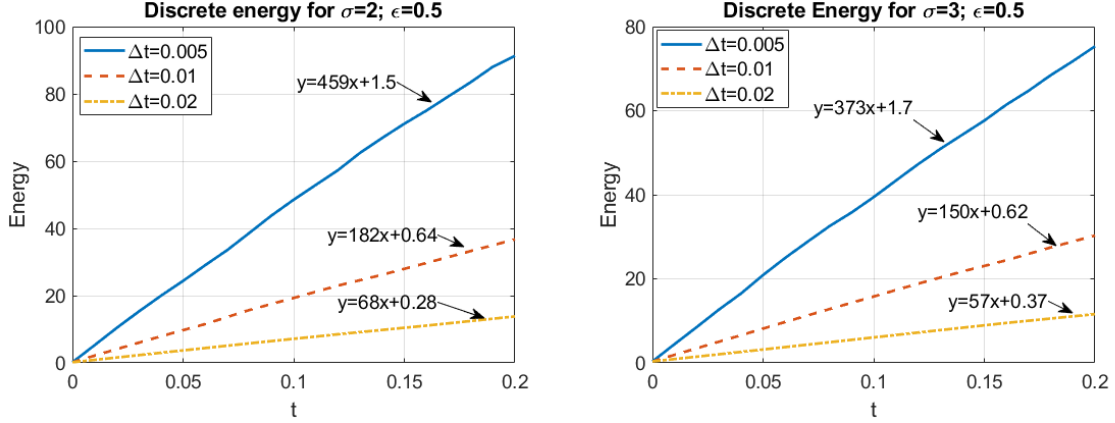 Discrete energy for σ=2; ϵ=0.5
100
80
60
40
20
0
Energy
Δt=0.005
Δt=0.01
Δt=0.02
y=459x+1.5
y=182x+0.64
y=68x+0.28
0
0.05
0.1
0.15
0.2
t
Discrete Energy for σ=3; ϵ=0.5
80
60
40
20
0
Energy
Δt=0.005
Δt=0.01
Δt=0.02
y=373x+1.7
y=150x+0.62
y=57x+0.37
0
0.05
0.1
0.15
0.2
t